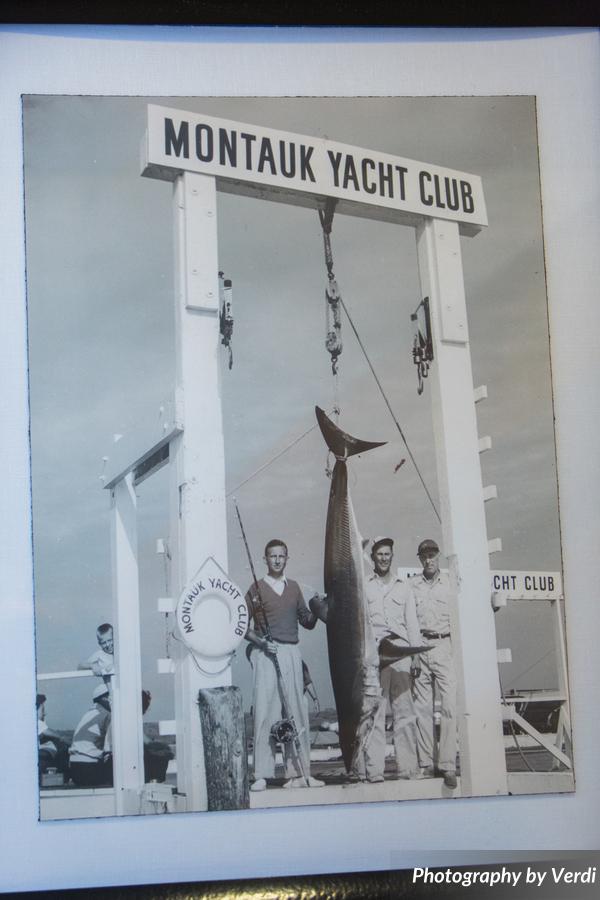 MONTAUK YACHT CLUB
MONTAUK YACHT CLUB
CHT CLUB
Photography by Verdi